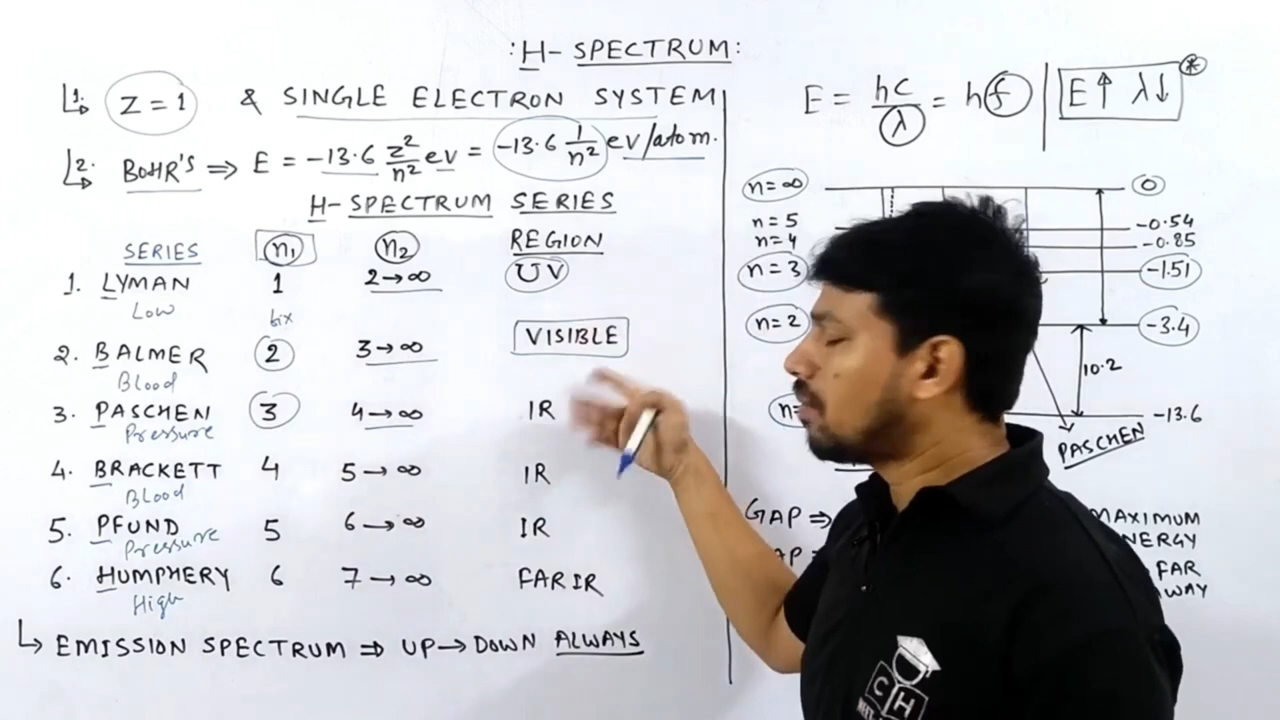 : H - SPECTRUM :
1. Z = 1 & SINGLE ELECTRON SYSTEM
2. BOHR'S ⇒ E = -13.6 z²/n² ev = -13.6 1/n² ev/atom.
H - SPECTRUM SERIES
SERIES n₁ n₂ REGION
1. LYMAN 1 2→∞ UV
Low fix
2. BALMER 2 3→∞ VISIBLE
Blood
3. PASCHEN 3 4→∞ IR
Pressure
4. BRACKETT 4 5→∞ IR
Blood
5. PFUND 5 6→∞ IR
Pressure
6. HUMPHERY 6 7→∞ FAR IR
High
↳ EMISSION SPECTRUM ⇒ UP→DOWN ALWAYS
E = hc/λ = hf | E↑ λ↓ *
n=∞ 0
n=5 -0.54
n=4 -0.85
n=3 -1.51
n=2 -3.4
10.2
n= -13.6
PASCHEN
GAP ⇒ MAXIMUM
ENERGY
FAR
CH